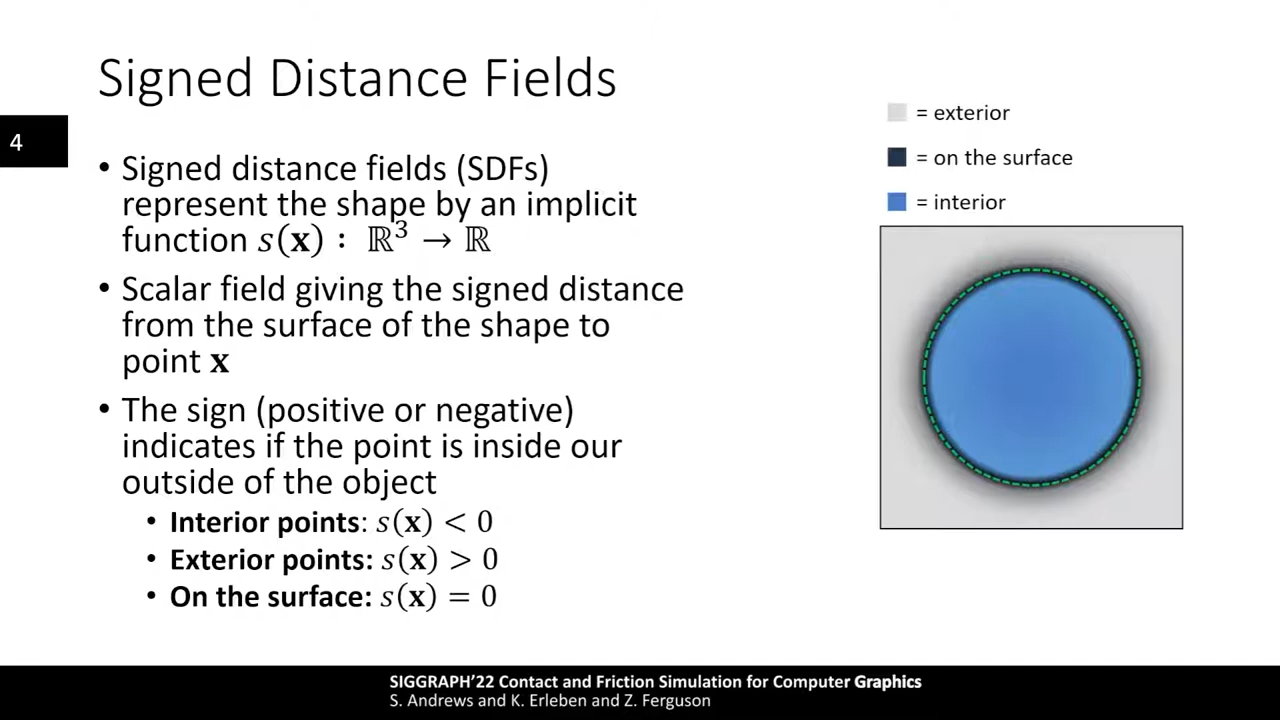 Signed Distance Fields
4
• Signed distance fields (SDFs)
represent the shape by an implicit
function s(x) : ℝ³ → ℝ
• Scalar field giving the signed distance
from the surface of the shape to
point x
• The sign (positive or negative)
indicates if the point is inside our
outside of the object
• Interior points: s(x) < 0
• Exterior points: s(x) > 0
• On the surface: s(x) = 0
= exterior
= on the surface
= interior
SIGGRAPH'22 Contact and Friction Simulation for Computer Graphics
S. Andrews and K. Erleben and Z. Ferguson